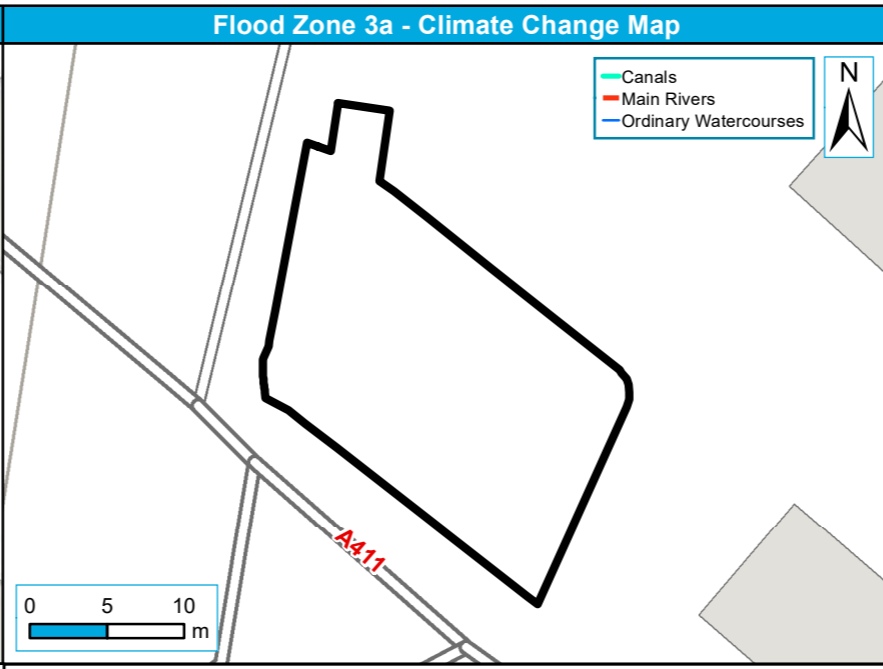 Flood Zone 3a - Climate Change Map
Canals
Main Rivers
Ordinary Watercourses
N
A411
0 5 10
m